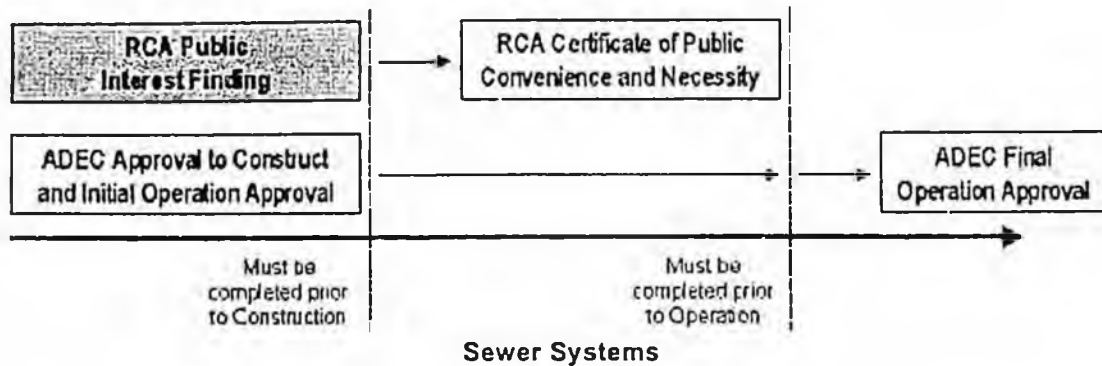 RCA Public
Interest Finding
RCA Certificate of Public
Convenience and Necessity
ADEC Approval to Construct
and Initial Operation Approval
ADEC Final
Operation Approval
Must be
completed prior
to Construction
Must be
completed prior
to Operation
Sewer Systems